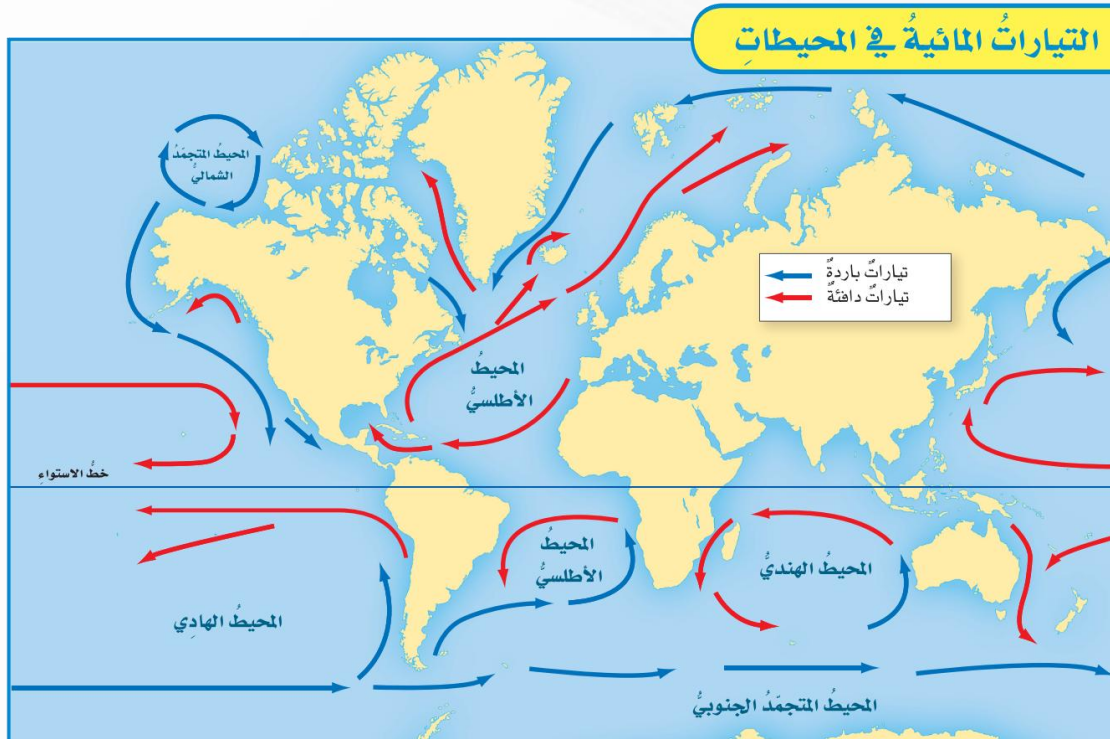 التياراتُ المائيةُ في المحيطاتِ
المحيطُ المتجمّدُ
الشماليُّ
تياراتٌ باردةٌ
تياراتٌ دافئةٌ
المحيطُ
الأطلسيُّ
خطُّ الاستواءِ
المحيطُ
الأطلسيُّ
المحيطُ الهنديُّ
المحيطُ الهادِي
المحيطُ المتجمّدُ الجنوبيُّ